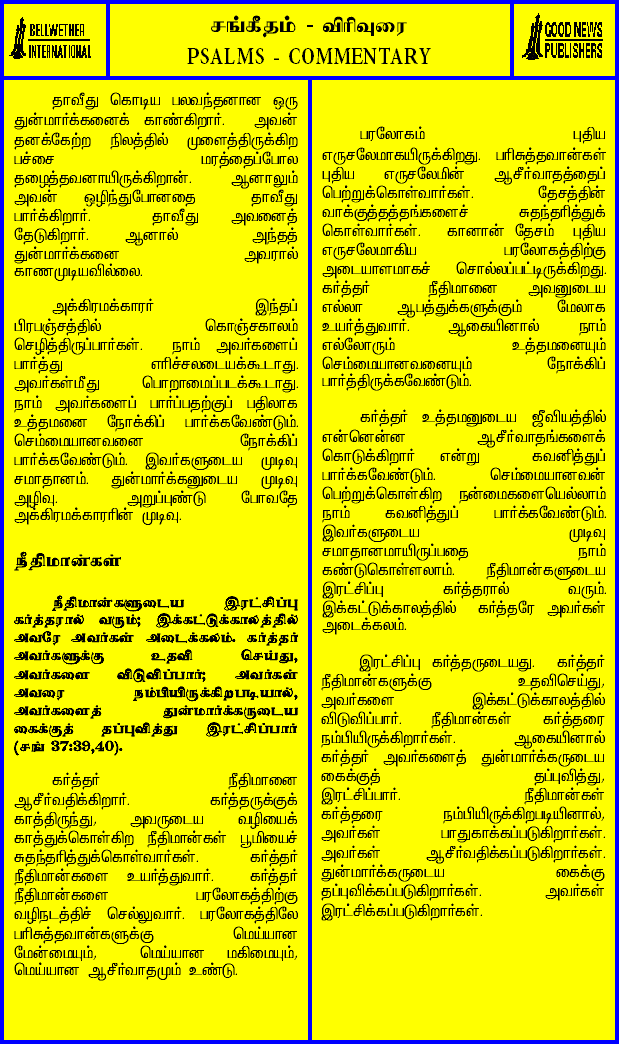 BELLWETHER
INTERNATIONAL
சங்கீதம் - விரிவுரை
PSALMS - COMMENTARY
GOOD NEWS
PUBLISHERS
தாவீது கொடிய பலவந்தனான ஒரு
துன்மார்க்கனைக் காண்கிறார். அவன்
தனக்கேற்ற நிலத்தில் முளைத்திருக்கிற
பச்சை மரத்தைப்போல
தழைத்தவனாயிருக்கிறான். ஆனாலும்
அவன் ஒழிந்துபோனதை தாவீது
பார்க்கிறார். தாவீது அவனைத்
தேடுகிறார். ஆனால் அந்தத்
துன்மார்க்கனை அவரால்
காணமுடியவில்லை.
அக்கிரமக்காரர் இந்தப்
பிரபஞ்சத்தில் கொஞ்சகாலம்
செழித்திருப்பார்கள். நாம் அவர்களைப்
பார்த்து எரிச்சலடையக்கூடாது.
அவர்கள்மீது பொறாமைப்படக்கூடாது.
நாம் அவர்களைப் பார்ப்பதற்குப் பதிலாக
உத்தமனை நோக்கிப் பார்க்கவேண்டும்.
செம்மையானவனை நோக்கிப்
பார்க்கவேண்டும். இவர்களுடைய முடிவு
சமாதானம். துன்மார்க்கனுடைய முடிவு
அழிவு. அறுப்புண்டு போவதே
அக்கிரமக்காரரின் முடிவு.
நீதிமான்கள்
நீதிமான்களுடைய இரட்சிப்பு
கர்த்தரால் வரும்; இக்கட்டுக்காலத்தில்
அவரே அவர்கள் அடைக்கலம். கர்த்தர்
அவர்களுக்கு உதவி செய்து,
அவர்களை விடுவிப்பார்; அவர்கள்
அவரை நம்பியிருக்கிறபடியால்,
அவர்களைத் துன்மார்க்கருடைய
கைக்குத் தப்புவித்து இரட்சிப்பார்
(சங் 37:39,40).
கர்த்தர் நீதிமானை
ஆசீர்வதிக்கிறார். கர்த்தருக்குக்
காத்திருந்து, அவருடைய வழியைக்
காத்துக்கொள்கிற நீதிமான்கள் பூமியைச்
சுதந்தரித்துக்கொள்வார்கள். கர்த்தர்
நீதிமான்களை உயர்த்துவார். கர்த்தர்
நீதிமான்களை பரலோகத்திற்கு
வழிநடத்திச் செல்லுவார். பரலோகத்திலே
பரிசுத்தவான்களுக்கு மெய்யான
மேன்மையும், மெய்யான மகிமையும்,
மெய்யான ஆசீர்வாதமும் உண்டு.
பரலோகம் புதிய
எருசலேமாகயிருக்கிறது. பரிசுத்தவான்கள்
புதிய எருசலேமின் ஆசீர்வாதத்தைப்
பெற்றுக்கொள்வார்கள். தேசத்தின்
வாக்குத்தத்தங்களைச் சுதந்தரித்துக்
கொள்வார்கள். கானான் தேசம் புதிய
எருசலேமாகிய பரலோகத்திற்கு
அடையாளமாகச் சொல்லப்பட்டிருக்கிறது.
கர்த்தர் நீதிமானை அவனுடைய
எல்லா ஆபத்துக்களுக்கும் மேலாக
உயர்த்துவார். ஆகையினால் நாம்
எல்லோரும் உத்தமனையும்
செம்மையானவனையும் நோக்கிப்
பார்த்திருக்கவேண்டும்.
கர்த்தர் உத்தமனுடைய ஜீவியத்தில்
என்னென்ன ஆசீர்வாதங்களைக்
கொடுக்கிறார் என்று கவனித்துப்
பார்க்கவேண்டும். செம்மையானவன்
பெற்றுக்கொள்கிற நன்மைகளையெல்லாம்
நாம் கவனித்துப் பார்க்கவேண்டும்.
இவர்களுடைய முடிவு
சமாதானமாயிருப்பதை நாம்
கண்டுகொள்ளலாம். நீதிமான்களுடைய
இரட்சிப்பு கர்த்தரால் வரும்.
இக்கட்டுக்காலத்தில் கர்த்தரே அவர்கள்
அடைக்கலம்.
இரட்சிப்பு கர்த்தருடையது. கர்த்தர்
நீதிமான்களுக்கு உதவிசெய்து,
அவர்களை இக்கட்டுக்காலத்தில்
விடுவிப்பார். நீதிமான்கள் கர்த்தரை
நம்பியிருக்கிறார்கள். ஆகையினால்
கர்த்தர் அவர்களைத் துன்மார்க்கருடைய
கைக்குத் தப்புவித்து,
இரட்சிப்பார். நீதிமான்கள்
கர்த்தரை நம்பியிருக்கிறபடியினால்,
அவர்கள் பாதுகாக்கப்படுகிறார்கள்.
அவர்கள் ஆசீர்வதிக்கப்படுகிறார்கள்.
துன்மார்க்கருடைய கைக்கு
தப்புவிக்கப்படுகிறார்கள். அவர்கள்
இரட்சிக்கப்படுகிறார்கள்.